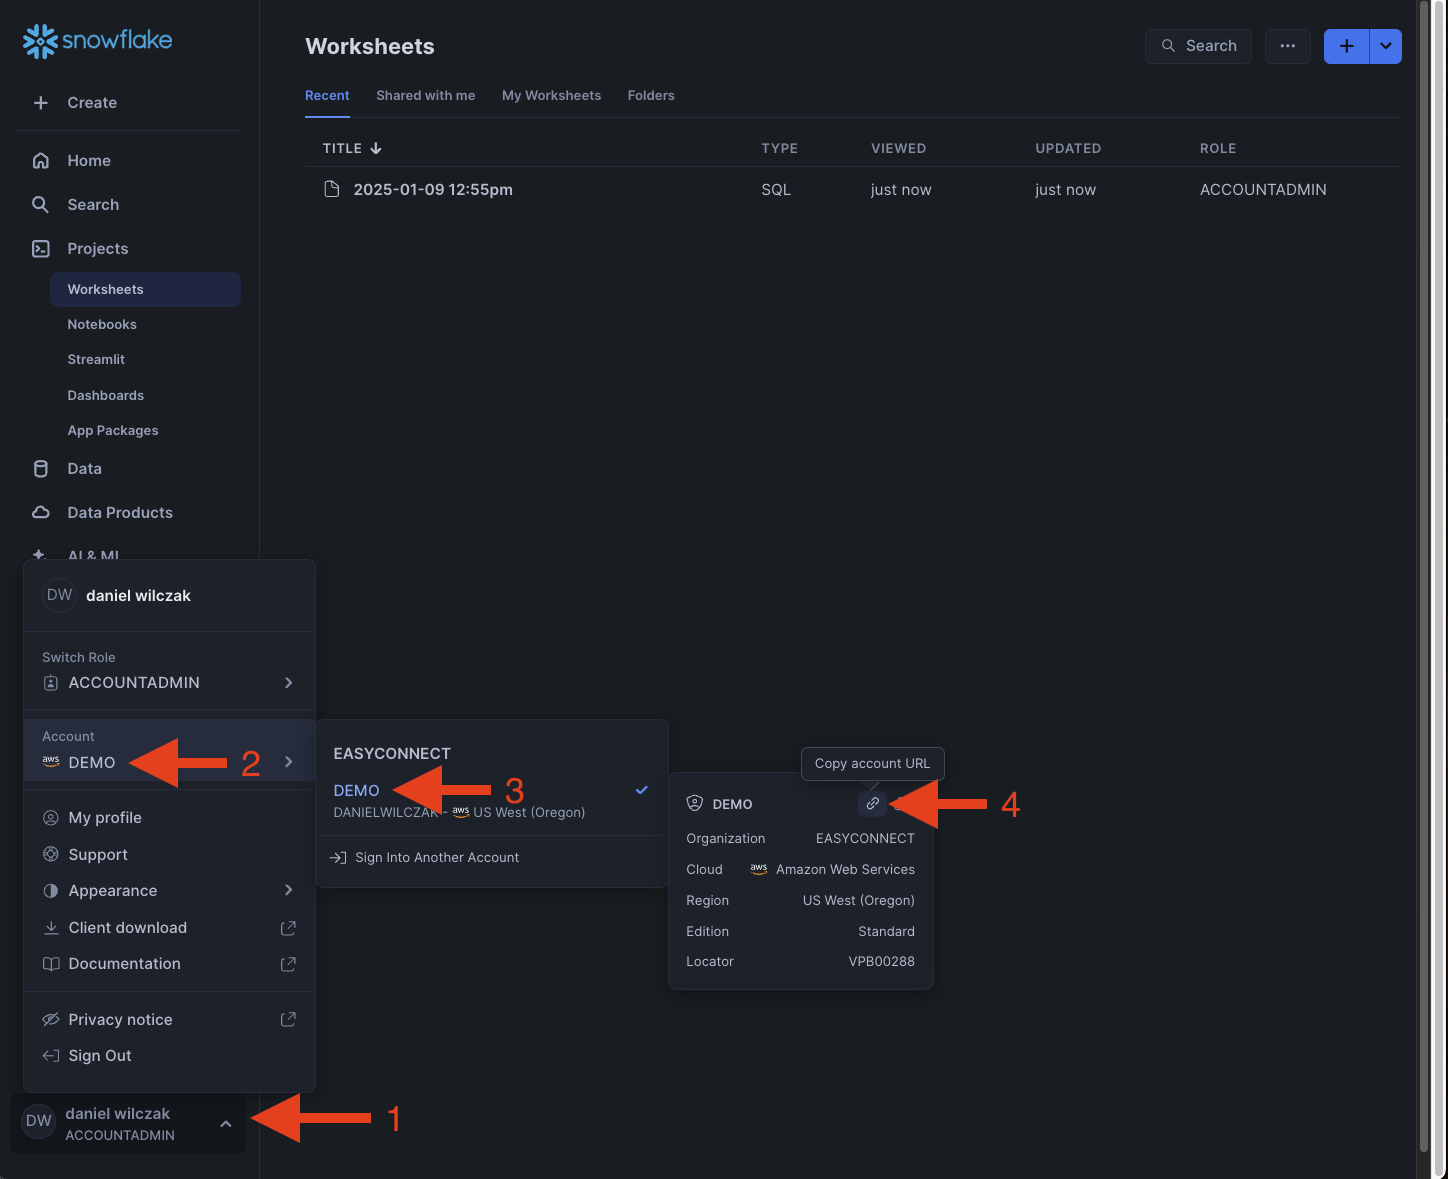 snowflake
Create
Home
Search
Projects
Worksheets
Notebooks
Streamlit
Dashboards
App Packages
Data
Data Products
AI & ML
Worksheets
Search
Recent Shared with me My Worksheets Folders
TITLE TYPE VIEWED UPDATED ROLE
2025-01-09 12:55pm SQL just now just now ACCOUNTADMIN
DW daniel wilczak
Switch Role
ACCOUNTADMIN
Account
aws DEMO 2
My profile
Support
Appearance
Client download
Documentation
Privacy notice
Sign Out
DW daniel wilczak
ACCOUNTADMIN
1
EASYCONNECT
DEMO 3
DANIELWILCZAK - aws US West (Oregon)
Sign Into Another Account
Copy account URL
DEMO 4
Organization EASYCONNECT
Cloud aws Amazon Web Services
Region US West (Oregon)
Edition Standard
Locator VPB00288